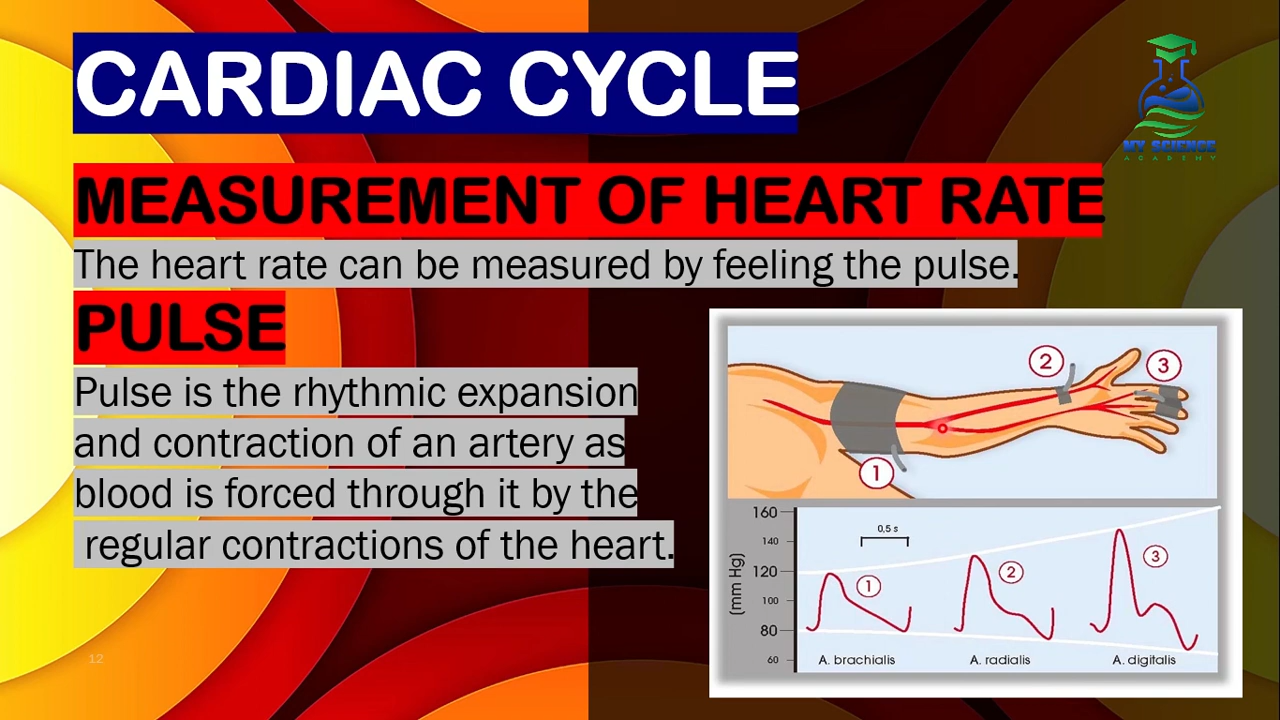 CARDIAC CYCLE
MY SCIENCE
ACADEMY
MEASUREMENT OF HEART RATE
The heart rate can be measured by feeling the pulse.
PULSE
Pulse is the rhythmic expansion
and contraction of an artery as
blood is forced through it by the
regular contractions of the heart.
2
3
1
160
140
120
100
80
60
(mm Hg)
0,5 s
1
2
3
A. brachialis
A. radialis
A. digitalis
12